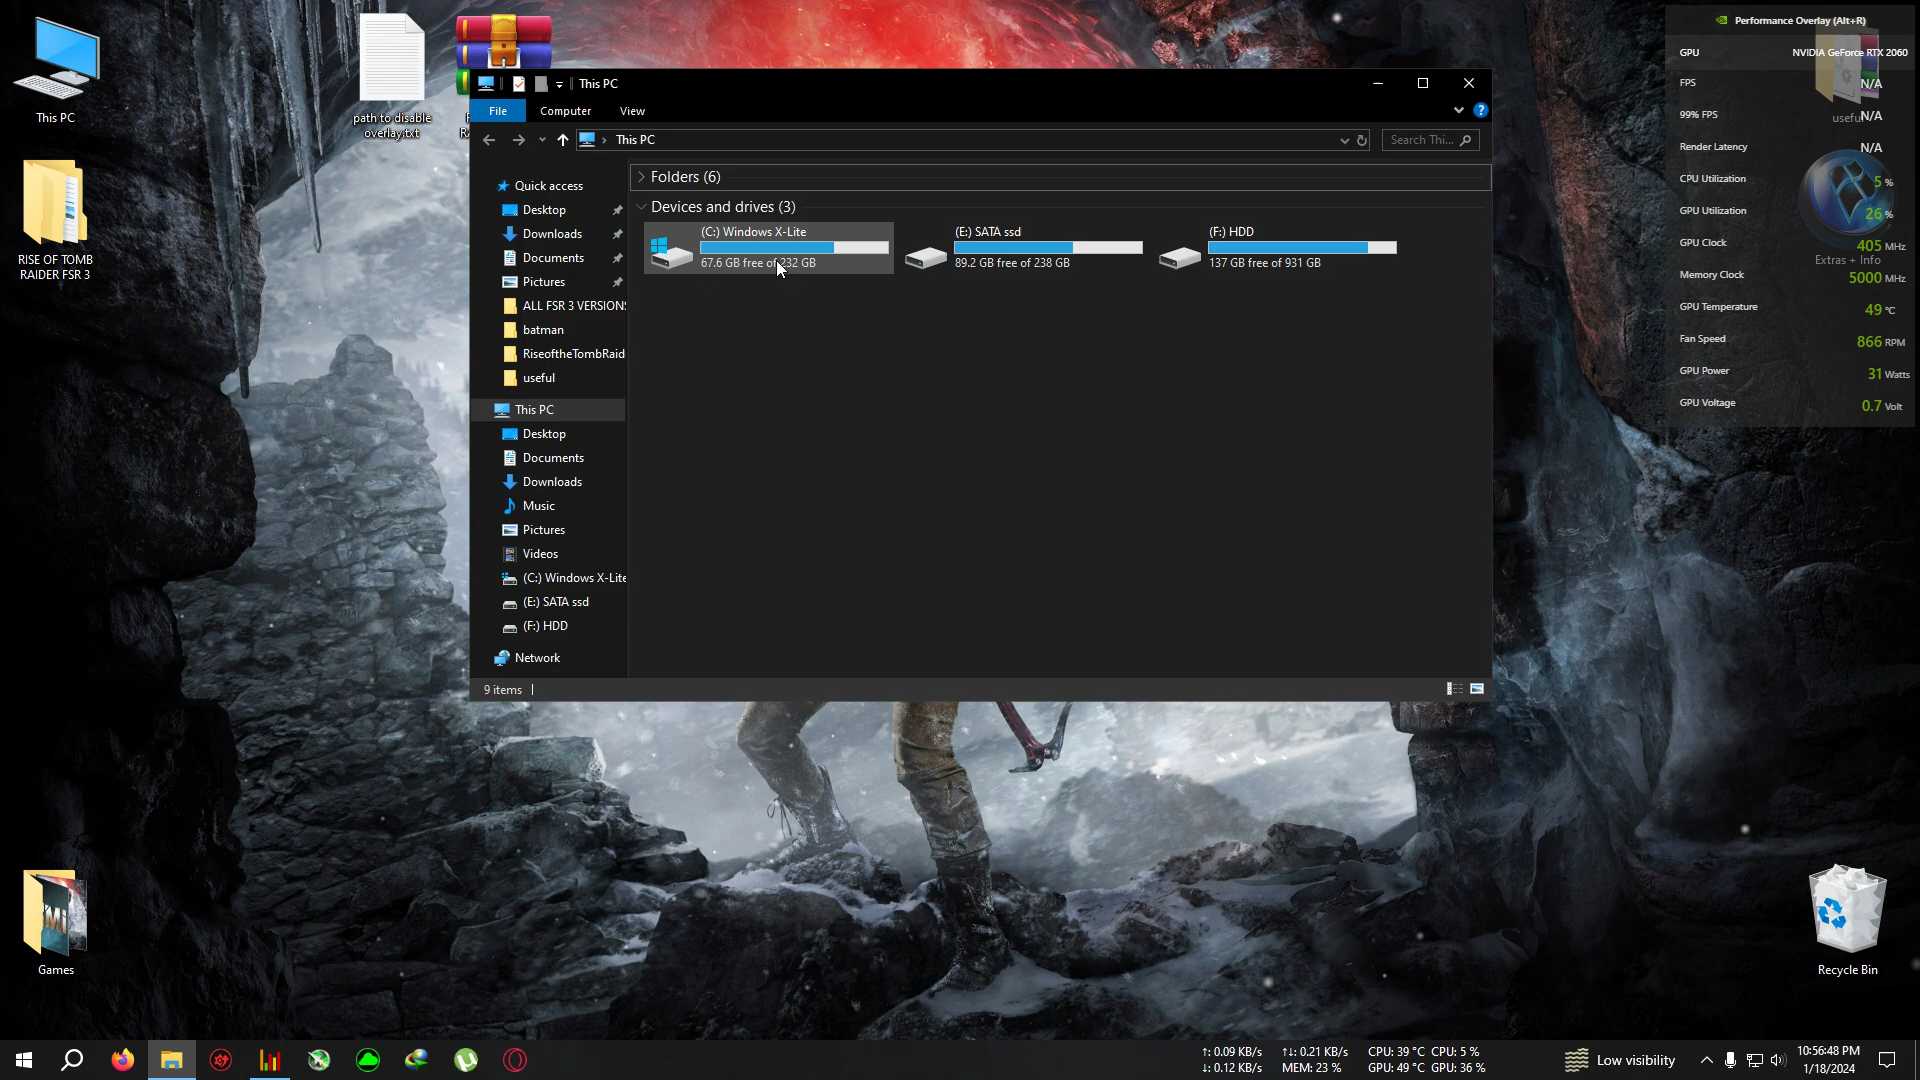 This PC
path to disable
overlay.txt
RISE OF TOMB
RAIDER FSR 3
Games
This PC
File
Computer
View
This PC
Search Thi...
Quick access
Desktop
Downloads
Documents
Pictures
ALL FSR 3 VERSIONS
batman
RiseoftheTombRaid
useful
This PC
Desktop
Documents
Downloads
Music
Pictures
Videos
(C:) Windows X-Lite
(E:) SATA ssd
(F:) HDD
Network
Folders (6)
Devices and drives (3)
(C:) Windows X-Lite
67.6 GB free of 232 GB
(E:) SATA ssd
89.2 GB free of 238 GB
(F:) HDD
137 GB free of 931 GB
9 items
Performance Overlay (Alt+R)
GPU NVIDIA GeForce RTX 2060
FPS N/A
99% FPS N/A
usefu
Render Latency N/A
CPU Utilization 5 %
GPU Utilization 26 %
GPU Clock 405 MHz
Extras + Info
Memory Clock 5000 MHz
GPU Temperature 49 °C
Fan Speed 866 RPM
GPU Power 31 Watts
GPU Voltage 0.7 Volt
Recycle Bin
↑: 0.09 KB/s ↑↓: 0.21 KB/s CPU: 39 °C CPU: 5 %
↓: 0.12 KB/s MEM: 23 % GPU: 49 °C GPU: 36 %
Low visibility
10:56:48 PM
1/18/2024